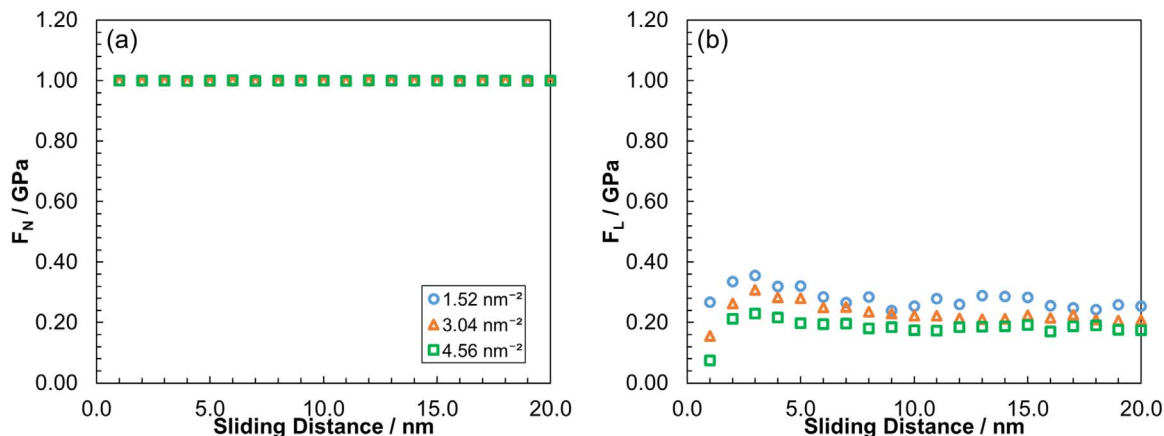 (a)
1.20
1.00
0.80
0.60
0.40
0.20
0.00
F_N / GPa
0.0
5.0
10.0
15.0
20.0
Sliding Distance / nm
1.52 nm⁻²
3.04 nm⁻²
4.56 nm⁻²
(b)
1.20
1.00
0.80
0.60
0.40
0.20
0.00
F_L / GPa
0.0
5.0
10.0
15.0
20.0
Sliding Distance / nm